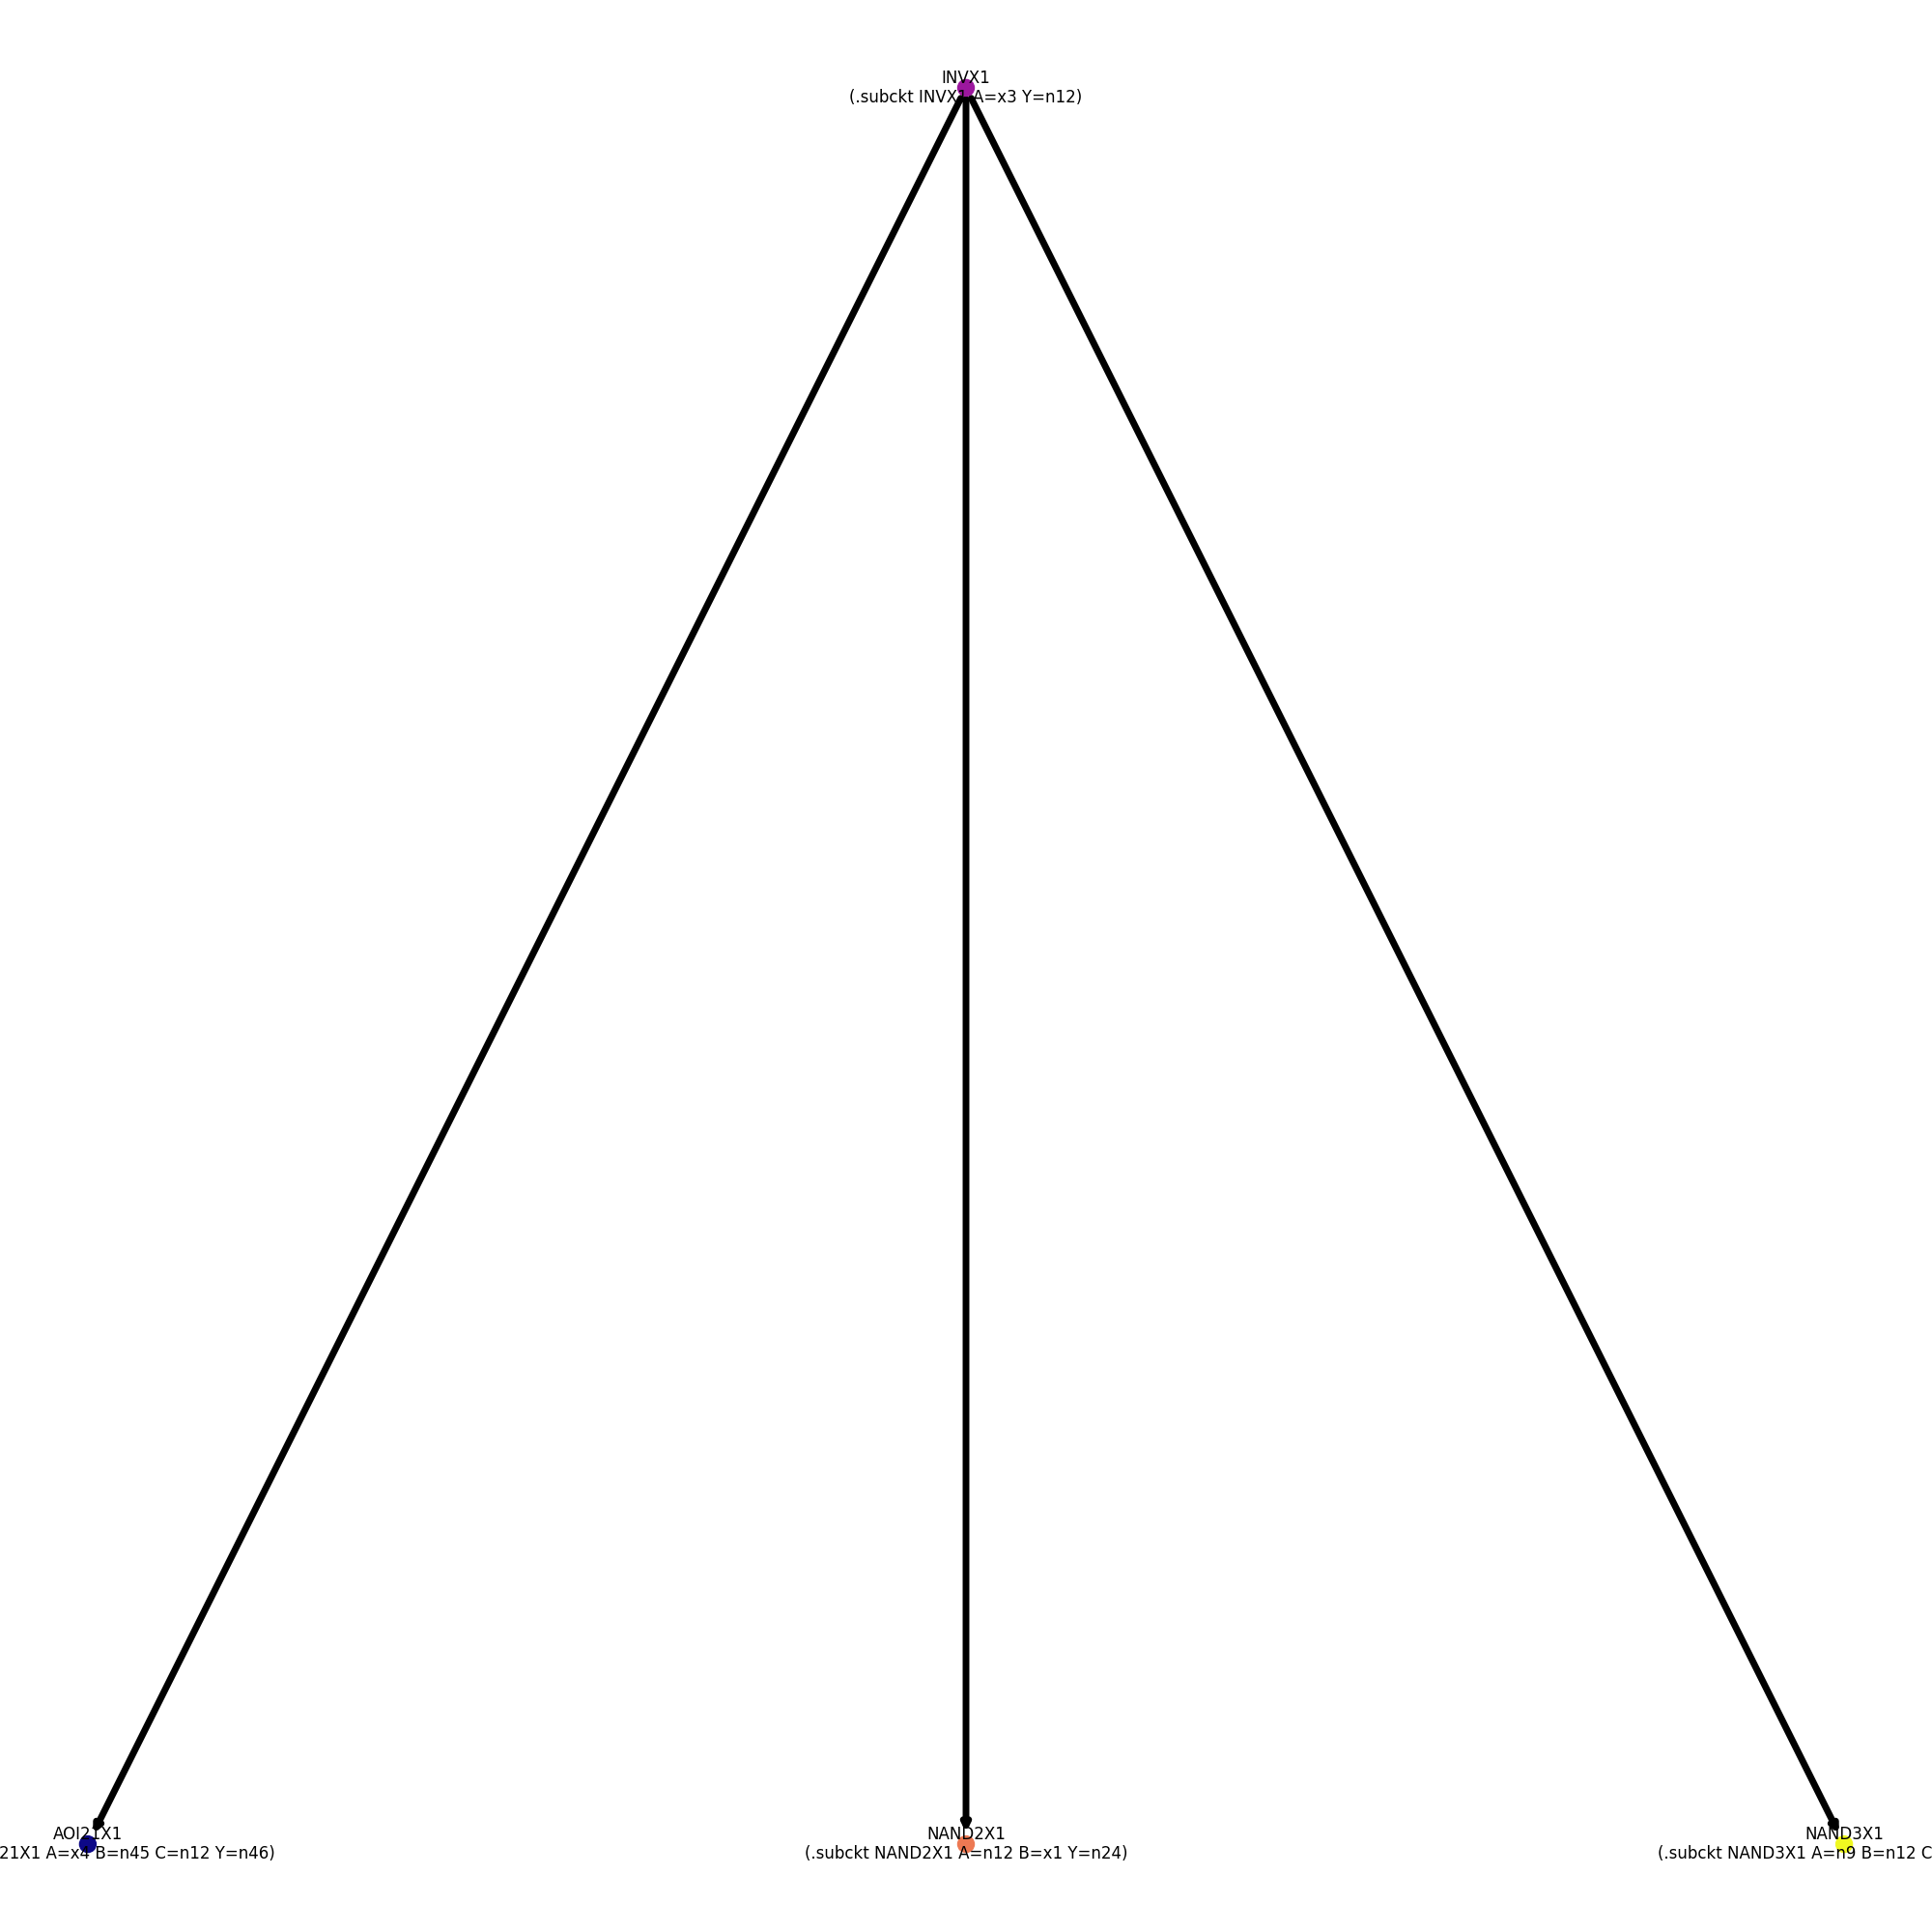 INVX1
(.subckt INVX1 A=x3 Y=n12)
AOI21X1
21X1 A=x4 B=n45 C=n12 Y=n46)
NAND2X1
(.subckt NAND2X1 A=n12 B=x1 Y=n24)
NAND3X1
(.subckt NAND3X1 A=n9 B=n12 C